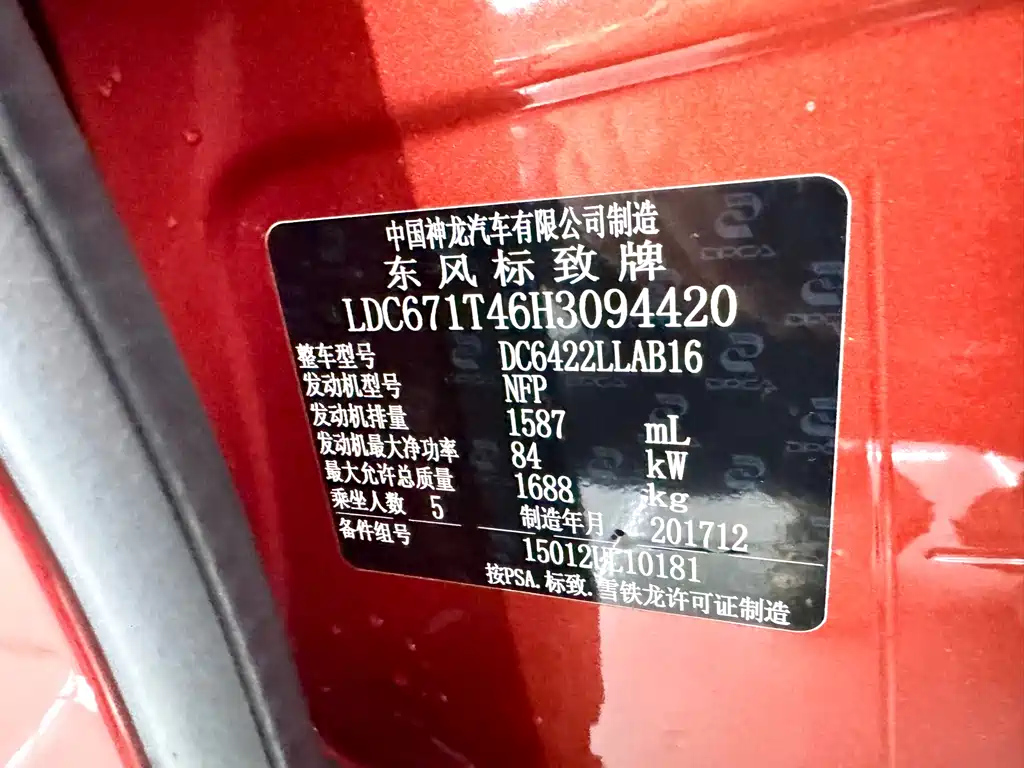 中国神龙汽车有限公司制造
东风标致牌
LDC671T46H3094420
整车型号 DC6422LLAB16
发动机型号 NFP
发动机排量 1587 mL
发动机最大净功率 84 kW
最大允许总质量 1688 kg
乘坐人数 5 制造年月 201712
备件组号 15012UL10181
按PSA.标致.雪铁龙许可证制造
DPCA
DPCA